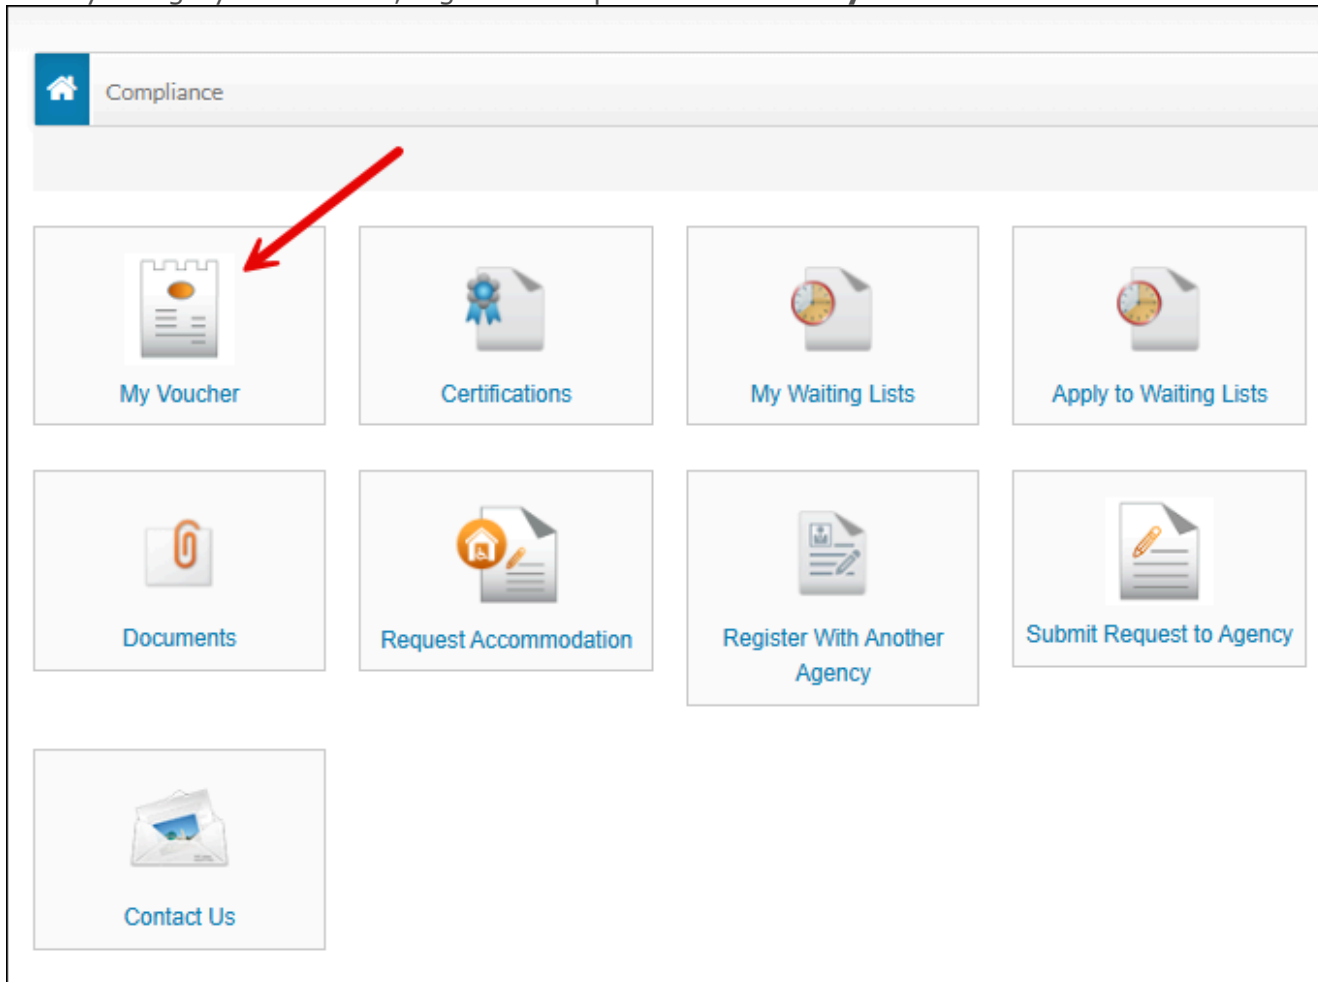 Compliance
My Voucher
Certifications
My Waiting Lists
Apply to Waiting Lists
Documents
Request Accommodation
Register With Another
Agency
Submit Request to Agency
Contact Us